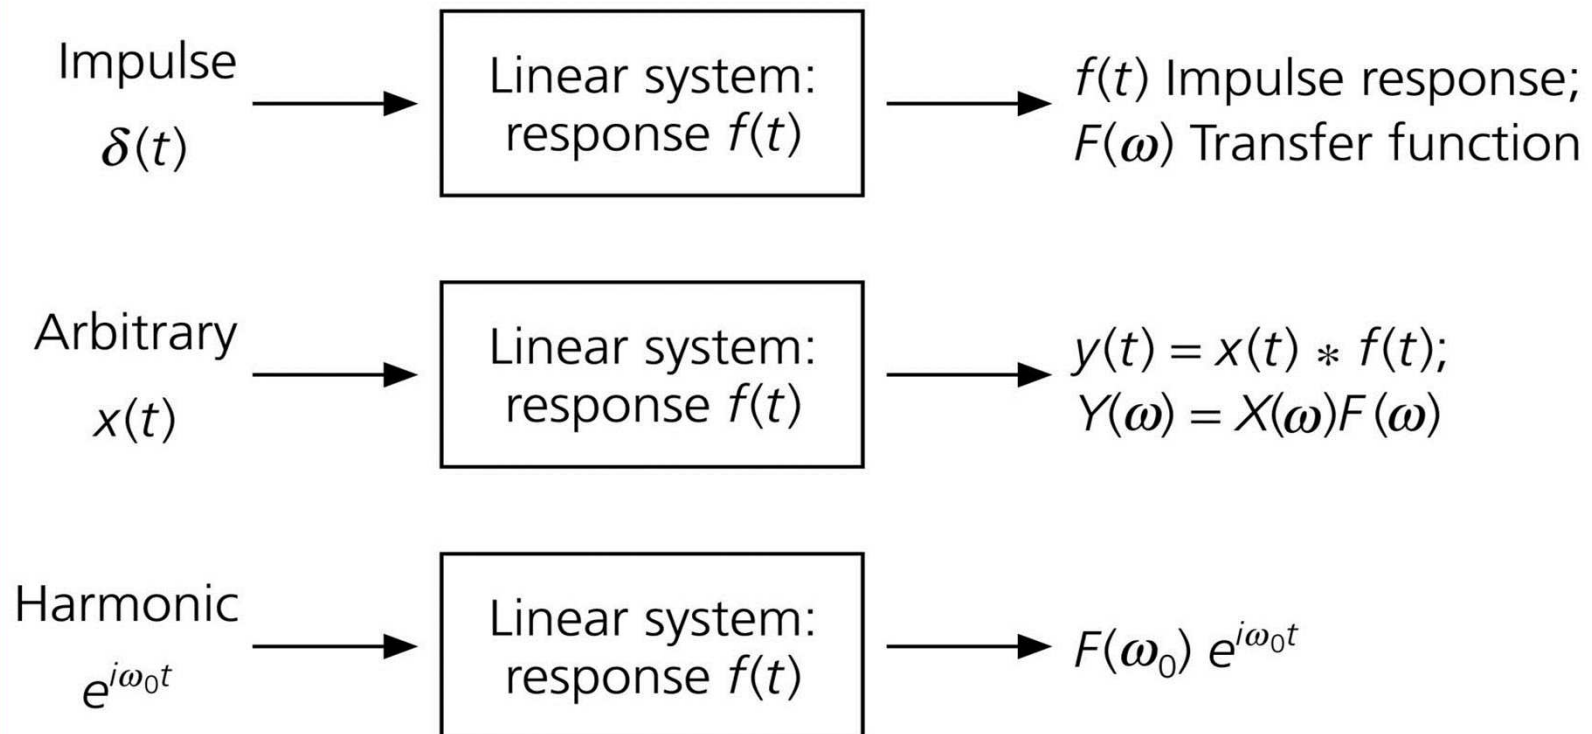 Impulse
δ(t)
Linear system:
response f(t)
f(t) Impulse response;
F(ω) Transfer function
Arbitrary
x(t)
Linear system:
response f(t)
y(t) = x(t) * f(t);
Y(ω) = X(ω)F(ω)
Harmonic
e^{iω₀t}
Linear system:
response f(t)
F(ω₀) e^{iω₀t}